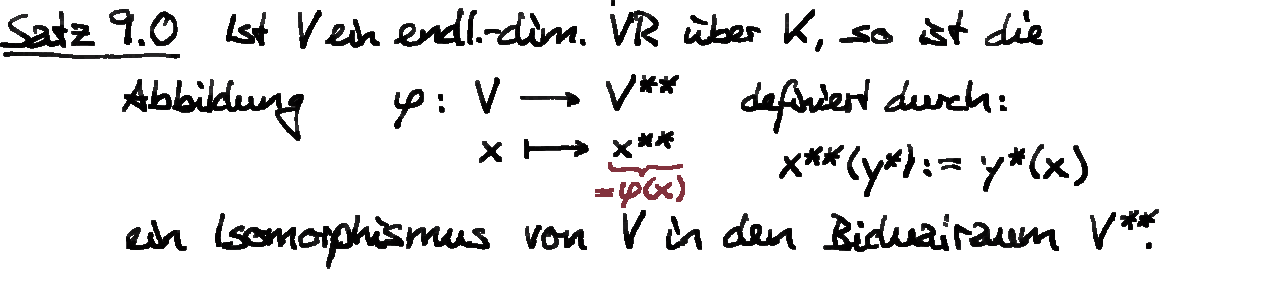 Satz 9.0 Ist V ein endl.-dim. VR über K, so ist die
Abbildung φ: V → V** definiert durch:
x ↦ x** x**(y*) := y*(x)
= φ(x)
ein Isomorphismus von V in den Bidualraum V**.